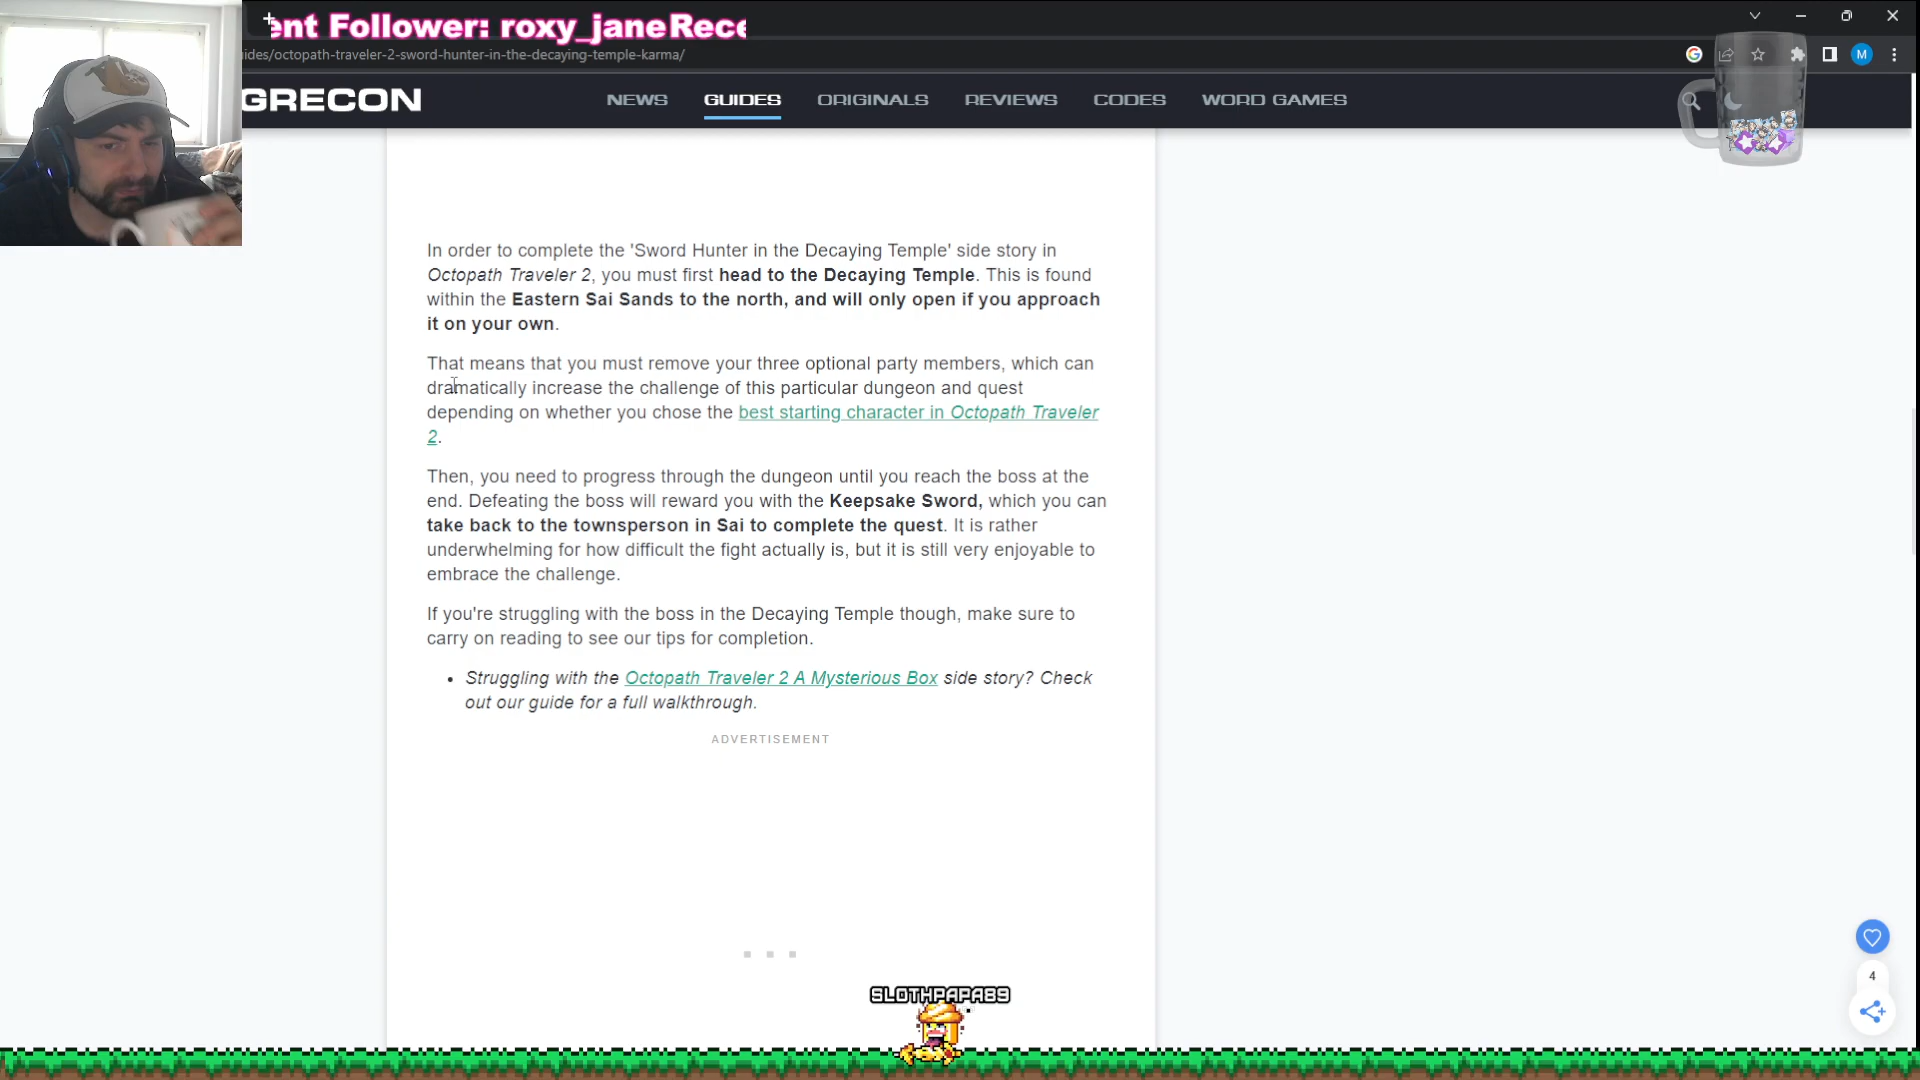 ent Follower: roxy_janeRece
ides/octopath-traveler-2-sword-hunter-in-the-decaying-temple-karma/
M
GRECON
NEWS
GUIDES
ORIGINALS
REVIEWS
CODES
WORD GAMES
In order to complete the 'Sword Hunter in the Decaying Temple' side story in
Octopath Traveler 2, you must first head to the Decaying Temple. This is found
within the Eastern Sai Sands to the north, and will only open if you approach
it on your own.
That means that you must remove your three optional party members, which can
dramatically increase the challenge of this particular dungeon and quest
depending on whether you chose the best starting character in Octopath Traveler
2.
Then, you need to progress through the dungeon until you reach the boss at the
end. Defeating the boss will reward you with the Keepsake Sword, which you can
take back to the townsperson in Sai to complete the quest. It is rather
underwhelming for how difficult the fight actually is, but it is still very enjoyable to
embrace the challenge.
If you're struggling with the boss in the Decaying Temple though, make sure to
carry on reading to see our tips for completion.
• Struggling with the Octopath Traveler 2 A Mysterious Box side story? Check
out our guide for a full walkthrough.
ADVERTISEMENT
4
SLOTHPAPA89